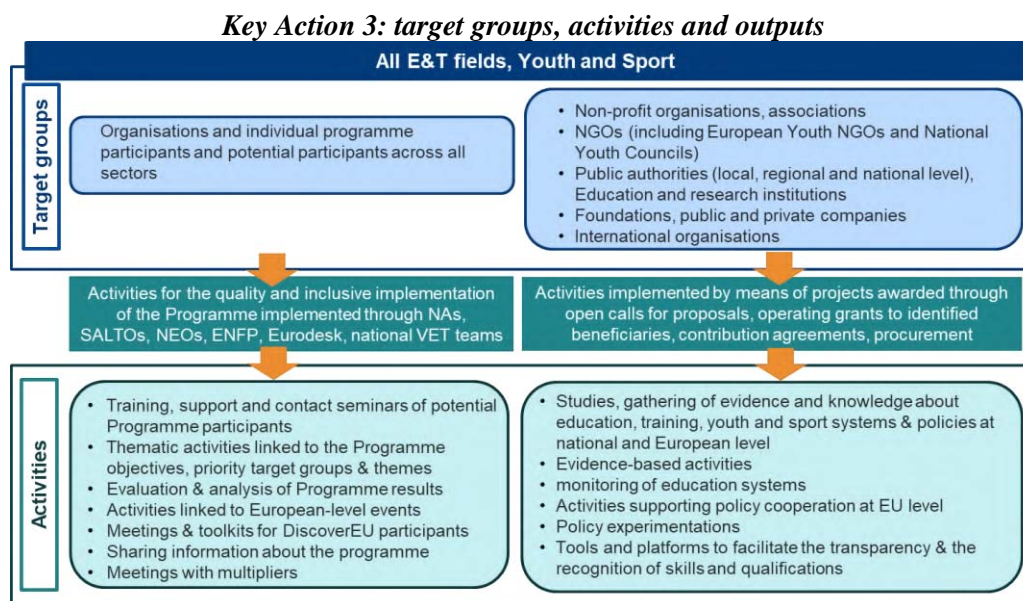 Key Action 3: target groups, activities and outputs
All E&T fields, Youth and Sport
Target groups
Organisations and individual programme
participants and potential participants across all
sectors
• Non-profit organisations, associations
• NGOs (including European Youth NGOs and National
Youth Councils)
• Public authorities (local, regional and national level),
Education and research institutions
• Foundations, public and private companies
• International organisations
Activities for the quality and inclusive implementation
of the Programme implemented through NAs,
SALTOs, NEOs, ENFP, Eurodesk, national VET teams
Activities implemented by means of projects awarded through
open calls for proposals, operating grants to identified
beneficiaries, contribution agreements, procurement
Activities
• Training, support and contact seminars of potential
Programme participants
• Thematic activities linked to the Programme
objectives, priority target groups & themes
• Evaluation & analysis of Programme results
• Activities linked to European-level events
• Meetings & toolkits for DiscoverEU participants
• Sharing information about the programme
• Meetings with multipliers
• Studies, gathering of evidence and knowledge about
education, training, youth and sport systems & policies at
national and European level
• Evidence-based activities
• monitoring of education systems
• Activities supporting policy cooperation at EU level
• Policy experimentations
• Tools and platforms to facilitate the transparency & the
recognition of skills and qualifications